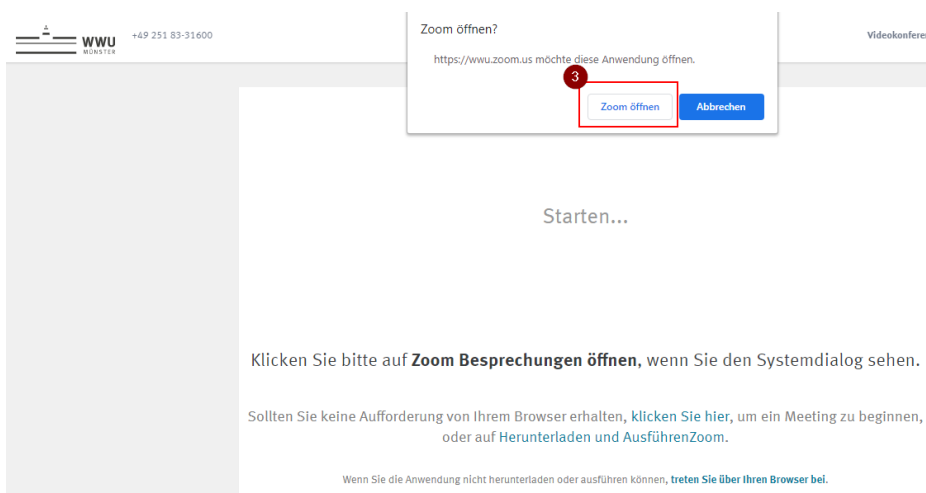 WWU
MÜNSTER
+49 251 83-31600
Zoom öffnen?
https://wwu.zoom.us möchte diese Anwendung öffnen.
3
Zoom öffnen
Abbrechen
Videokonferen
Starten...
Klicken Sie bitte auf Zoom Besprechungen öffnen, wenn Sie den Systemdialog sehen.
Sollten Sie keine Aufforderung von Ihrem Browser erhalten, klicken Sie hier, um ein Meeting zu beginnen,
oder auf Herunterladen und AusführenZoom.
Wenn Sie die Anwendung nicht herunterladen oder ausführen können, treten Sie über Ihren Browser bei.